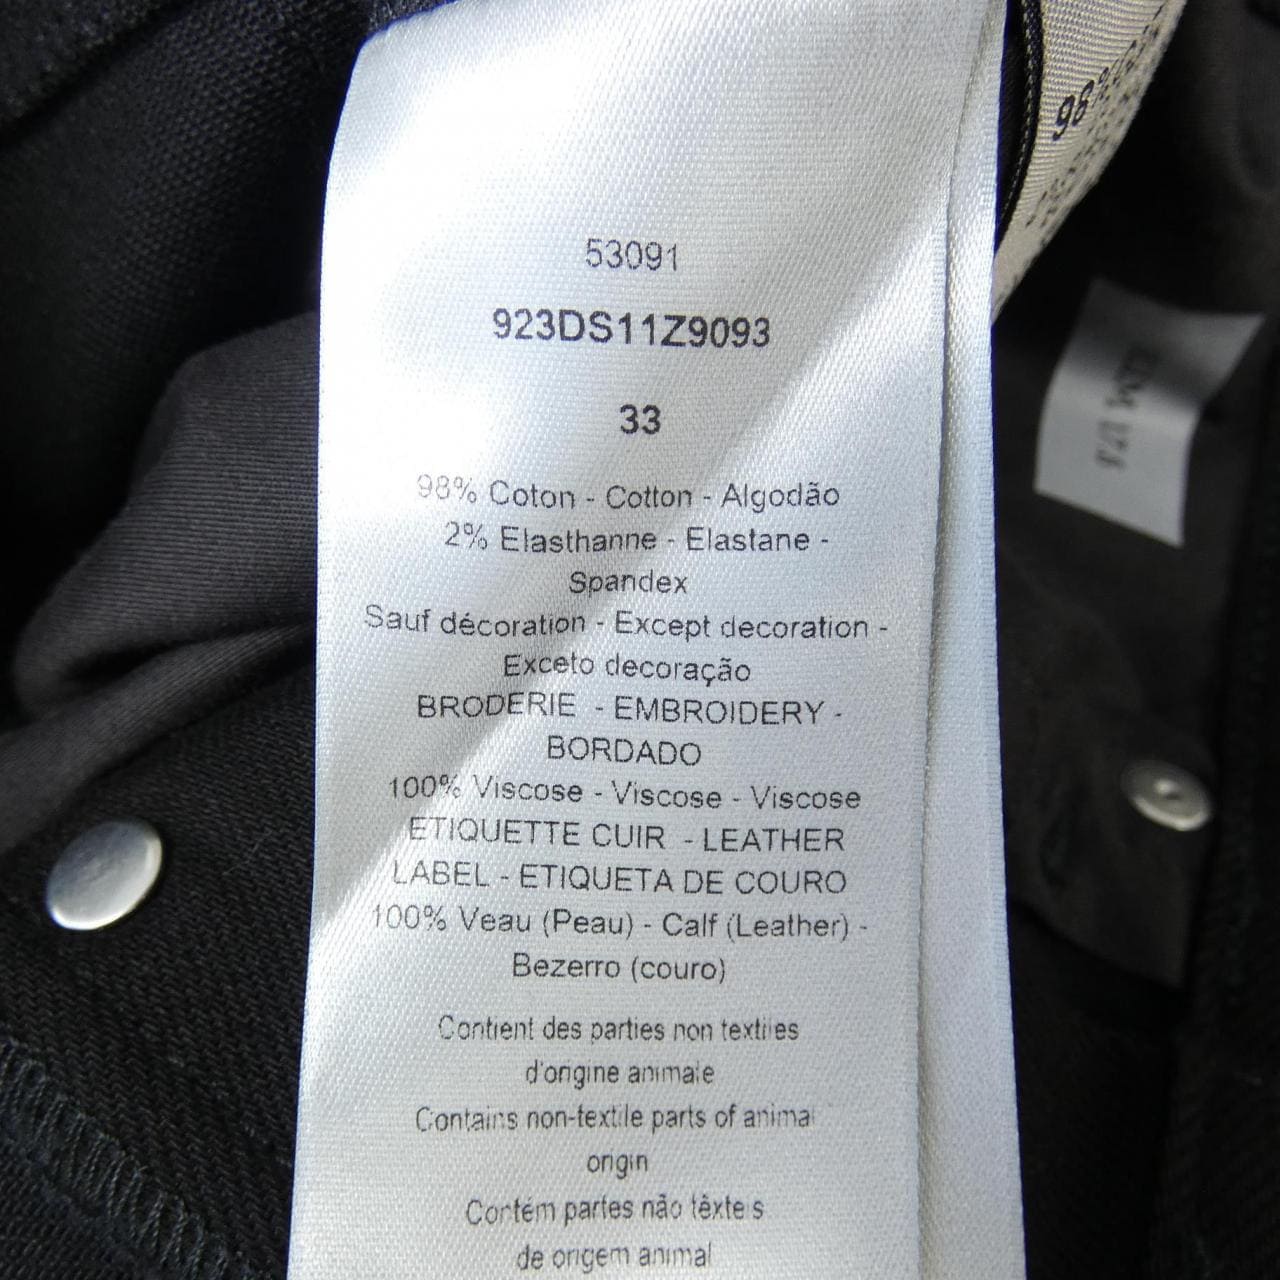 53091
923DS11Z9093
33
98% Coton - Cotton - Algodão
2% Elasthanne - Elastane -
Spandex
Sauf décoration - Except decoration -
Exceto decoração
BRODERIE - EMBROIDERY -
BORDADO
100% Viscose - Viscose - Viscose
ETIQUETTE CUIR - LEATHER
LABEL - ETIQUETA DE COURO
100% Veau (Peau) - Calf (Leather) -
Bezerro (couro)
Contient des parties non textiles
d'origine animale
Contains non-textile parts of animal
origin
Contém partes não têxteis
de origem animal
98%